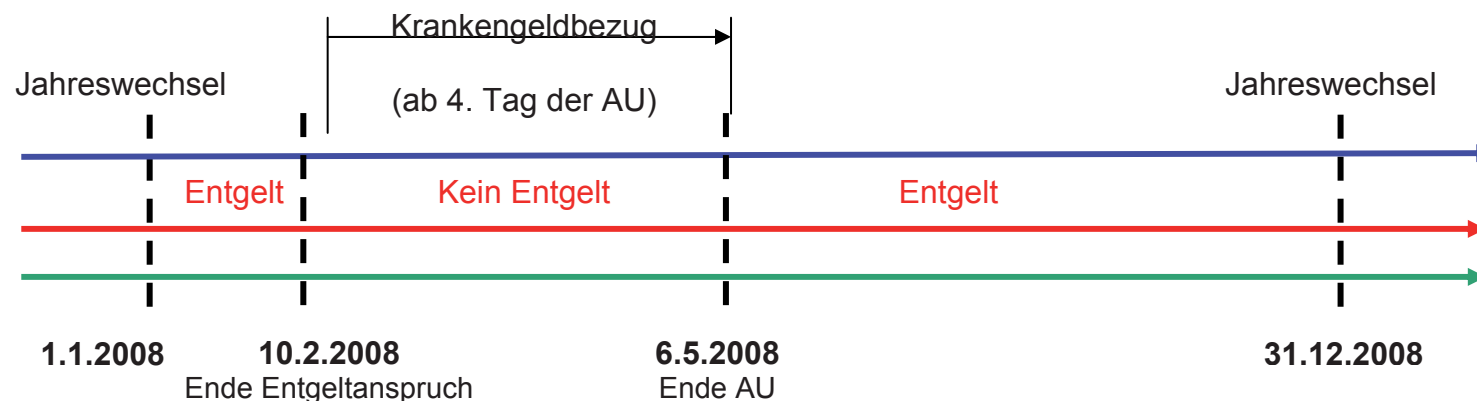 Krankengeldbezug
Jahreswechsel
(ab 4. Tag der AU)
Jahreswechsel
Entgelt
Kein Entgelt
Entgelt
1.1.2008
10.2.2008
6.5.2008
31.12.2008
Ende Entgeltanspruch
Ende AU